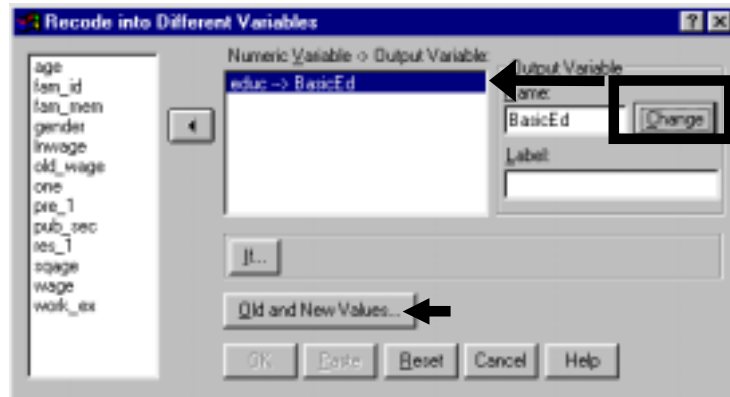 Recode into Different Variables
age
fam_id
fam_mem
gender
lnwage
old_wage
one
pre_1
pub_sec
res_1
sqage
wage
work_ex
Numeric Variable -> Output Variable:
educ --> BasicEd
Output Variable
Name:
BasicEd
Change
Label:
If...
Old and New Values...
OK
Paste
Reset
Cancel
Help